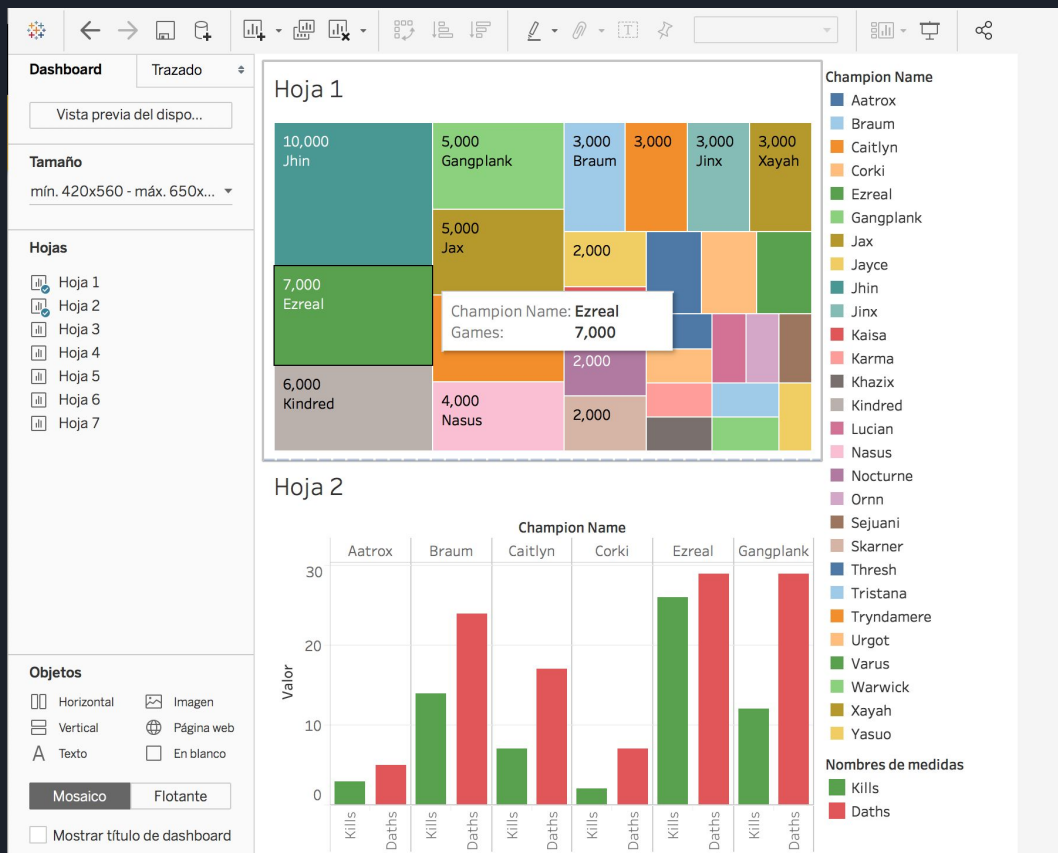 Dashboard
Trazado
Vista previa del dispo...
Tamaño
mín. 420x560 - máx. 650x...
Hojas
Hoja 1
Hoja 2
Hoja 3
Hoja 4
Hoja 5
Hoja 6
Hoja 7
Objetos
Horizontal
Imagen
Vertical
Página web
A Texto
En blanco
Mosaico
Flotante
Mostrar título de dashboard
Hoja 1
10,000
Jhin
5,000
Gangplank
3,000
Braum
3,000
3,000
Jinx
3,000
Xayah
5,000
Jax
2,000
7,000
Ezreal
Champion Name: Ezreal
Games: 7,000
2,000
6,000
Kindred
4,000
Nasus
2,000
Hoja 2
Champion Name
Aatrox
Braum
Caitlyn
Corki
Ezreal
Gangplank
Valor
30
20
10
0
Kills
Daths
Kills
Daths
Kills
Daths
Kills
Daths
Kills
Daths
Kills
Daths
Champion Name
Aatrox
Braum
Caitlyn
Corki
Ezreal
Gangplank
Jax
Jayce
Jhin
Jinx
Kaisa
Karma
Khazix
Kindred
Lucian
Nasus
Nocturne
Ornn
Sejuani
Skarner
Thresh
Tristana
Tryndamere
Urgot
Varus
Warwick
Xayah
Yasuo
Nombres de medidas
Kills
Daths